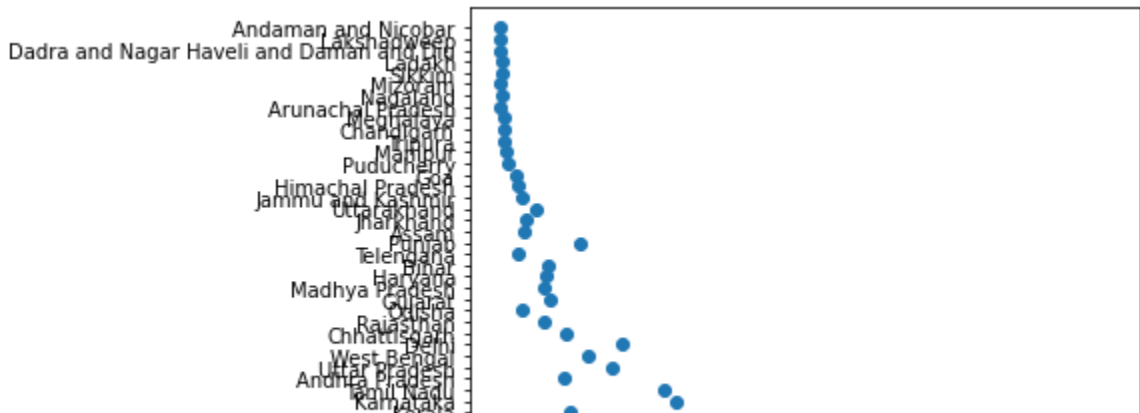 Andaman and Nicobar
Lakshadweep
Dadra and Nagar Haveli and Daman and Diu
Ladakh
Sikkim
Mizoram
Nagaland
Arunachal Pradesh
Meghalaya
Chandigarh
Tripura
Manipur
Puducherry
Goa
Himachal Pradesh
Jammu and Kashmir
Uttarakhand
Jharkhand
Assam
Punjab
Telengana
Bihar
Haryana
Madhya Pradesh
Gujarat
Odisha
Rajasthan
Chhattisgarh
Delhi
West Bengal
Uttar Pradesh
Andhra Pradesh
Tamil Nadu
Karnataka
Kerala